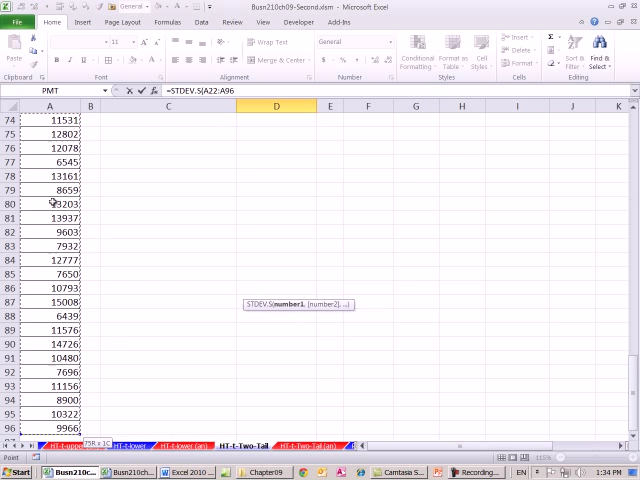 Busn210ch09-Second.xlsm - Microsoft Excel
File Home Insert Page Layout Formulas Data Review View Developer Add-Ins
General
Paste
11
Wrap Text
General
Merge & Center
Conditional Formatting
Format as Table
Cell Styles
Insert
Delete
Format
Sort & Filter
Find & Select
Clipboard Font Alignment Number Styles Cells Editing
PMT =STDEV.S(A22:A96
A B C D E F G H I J K
74 11531
75 12802
76 12078
77 6545
78 13161
79 8659
80 13203
81 13937
82 9603
83 7932
84 12777
85 7650
86 10793
87 15008
STDEV.S(number1, [number2], ...)
88 6439
89 11576
90 14726
91 10480
92 7696
93 11156
94 8900
95 10322
96 9966
75R x 1C
HT-t-lower HT-t-lower (an) HT-t-Two-Tail HT-t-Two-Tail (an)
Point 115%
Start Busn210c... Busn210ch... Excel 2010 ... Chapter09 Camtasia S... Recording... EN 1:34 PM